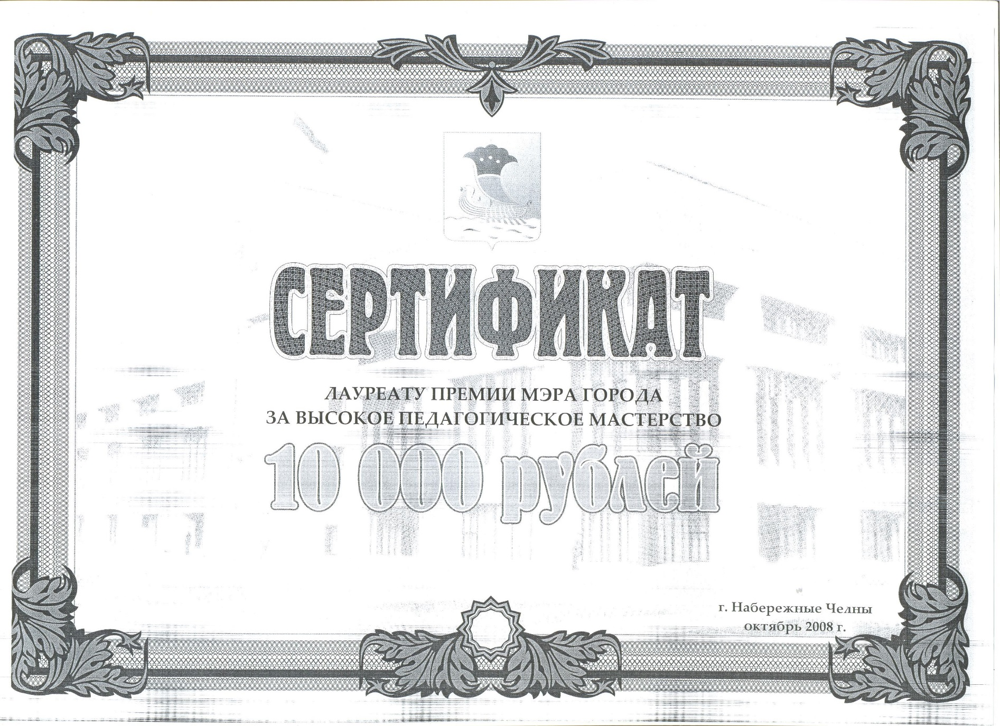 СЕРТИФИКАТ
ЛАУРЕАТУ ПРЕМИИ МЭРА ГОРОДА
ЗА ВЫСОКОЕ ПЕДАГОГИЧЕСКОЕ МАСТЕРСТВО
10 000 рублей
г. Набережные Челны
октябрь 2008 г.